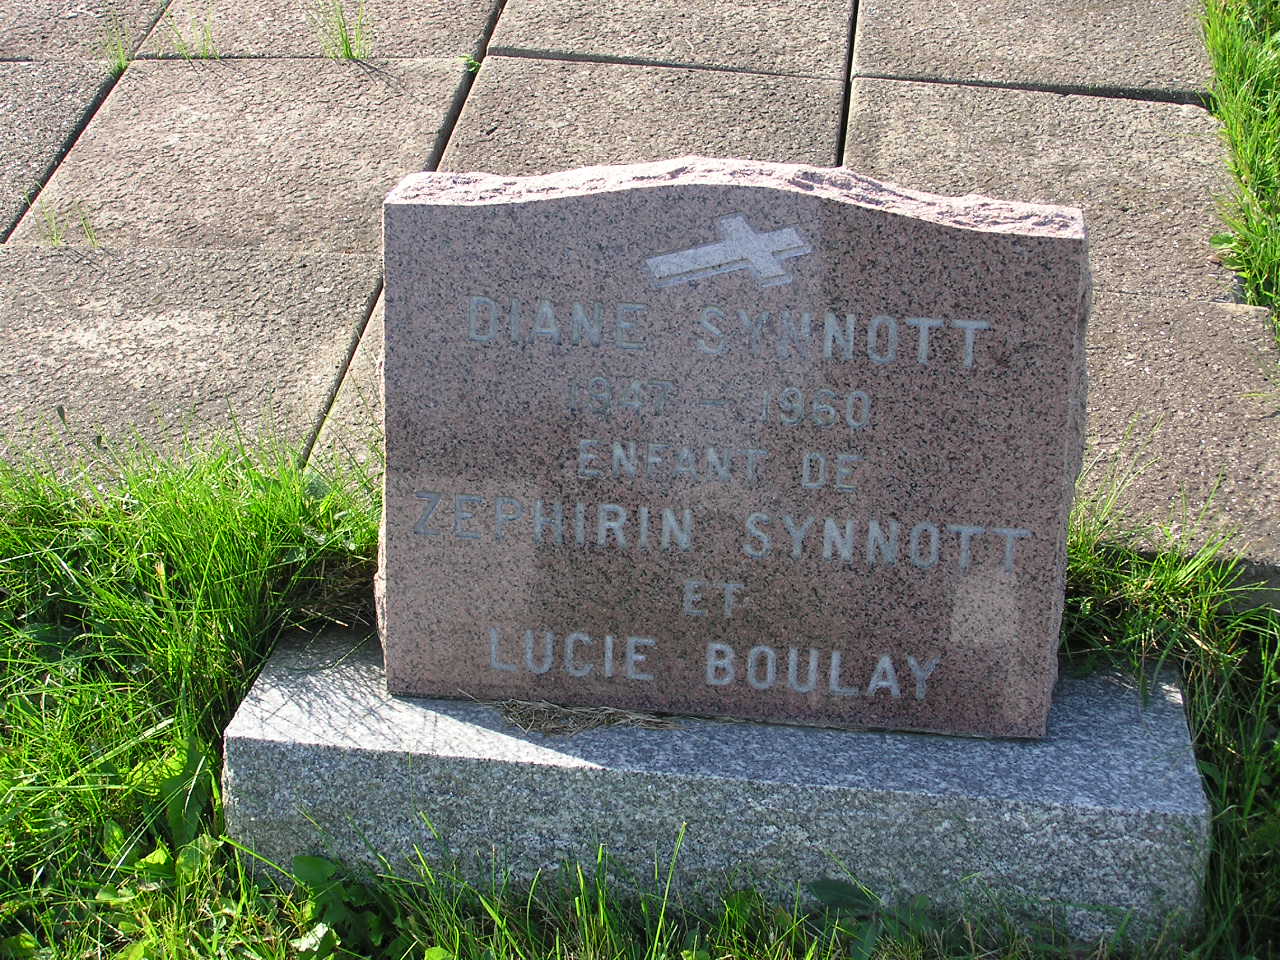 DIANE SYNNOTT
1947 - 1960
ENFANT DE
ZEPHIRIN SYNNOTT
ET
LUCIE BOULAY